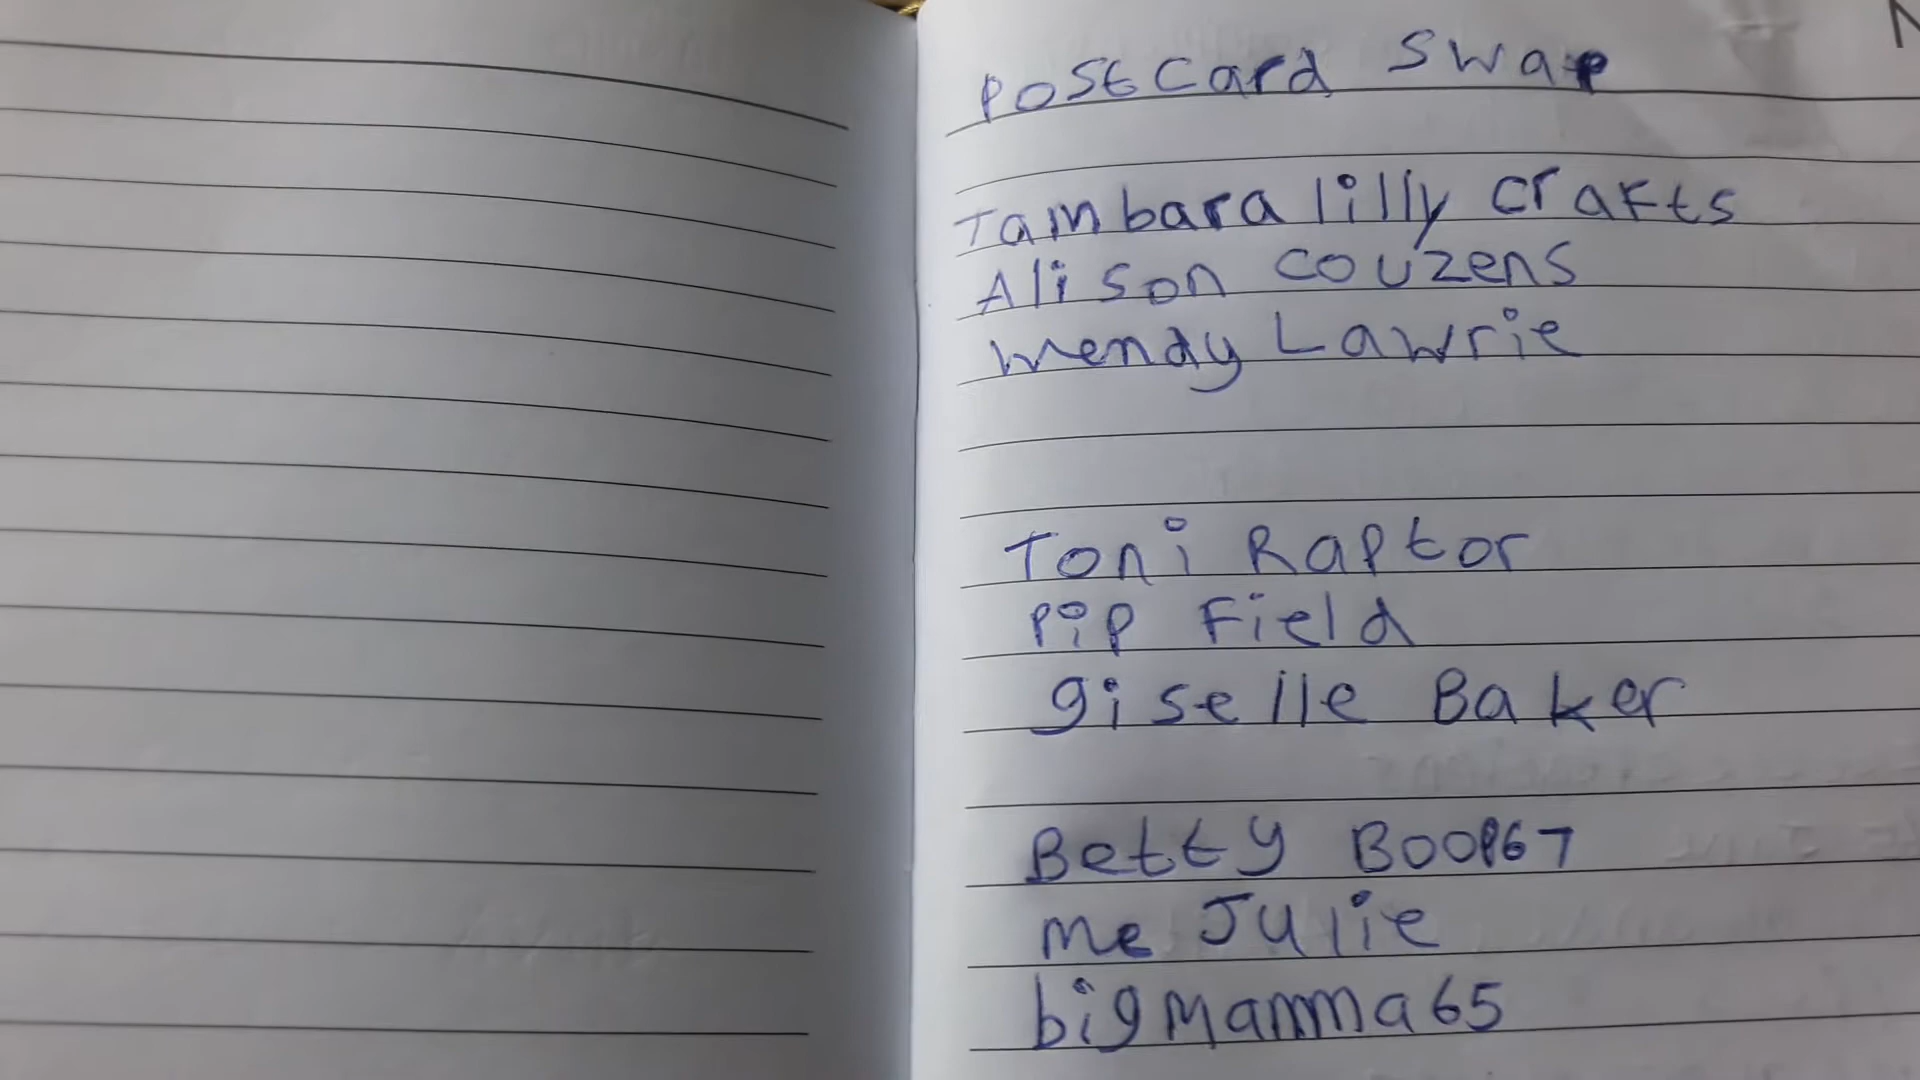 Postcard Swap
Tambara lilly crafts
Alison couzens
Wendy Lawrie
Toni Raptor
Pip Field
giselle Baker
Betty Boop67
me Julie
bigMamma65